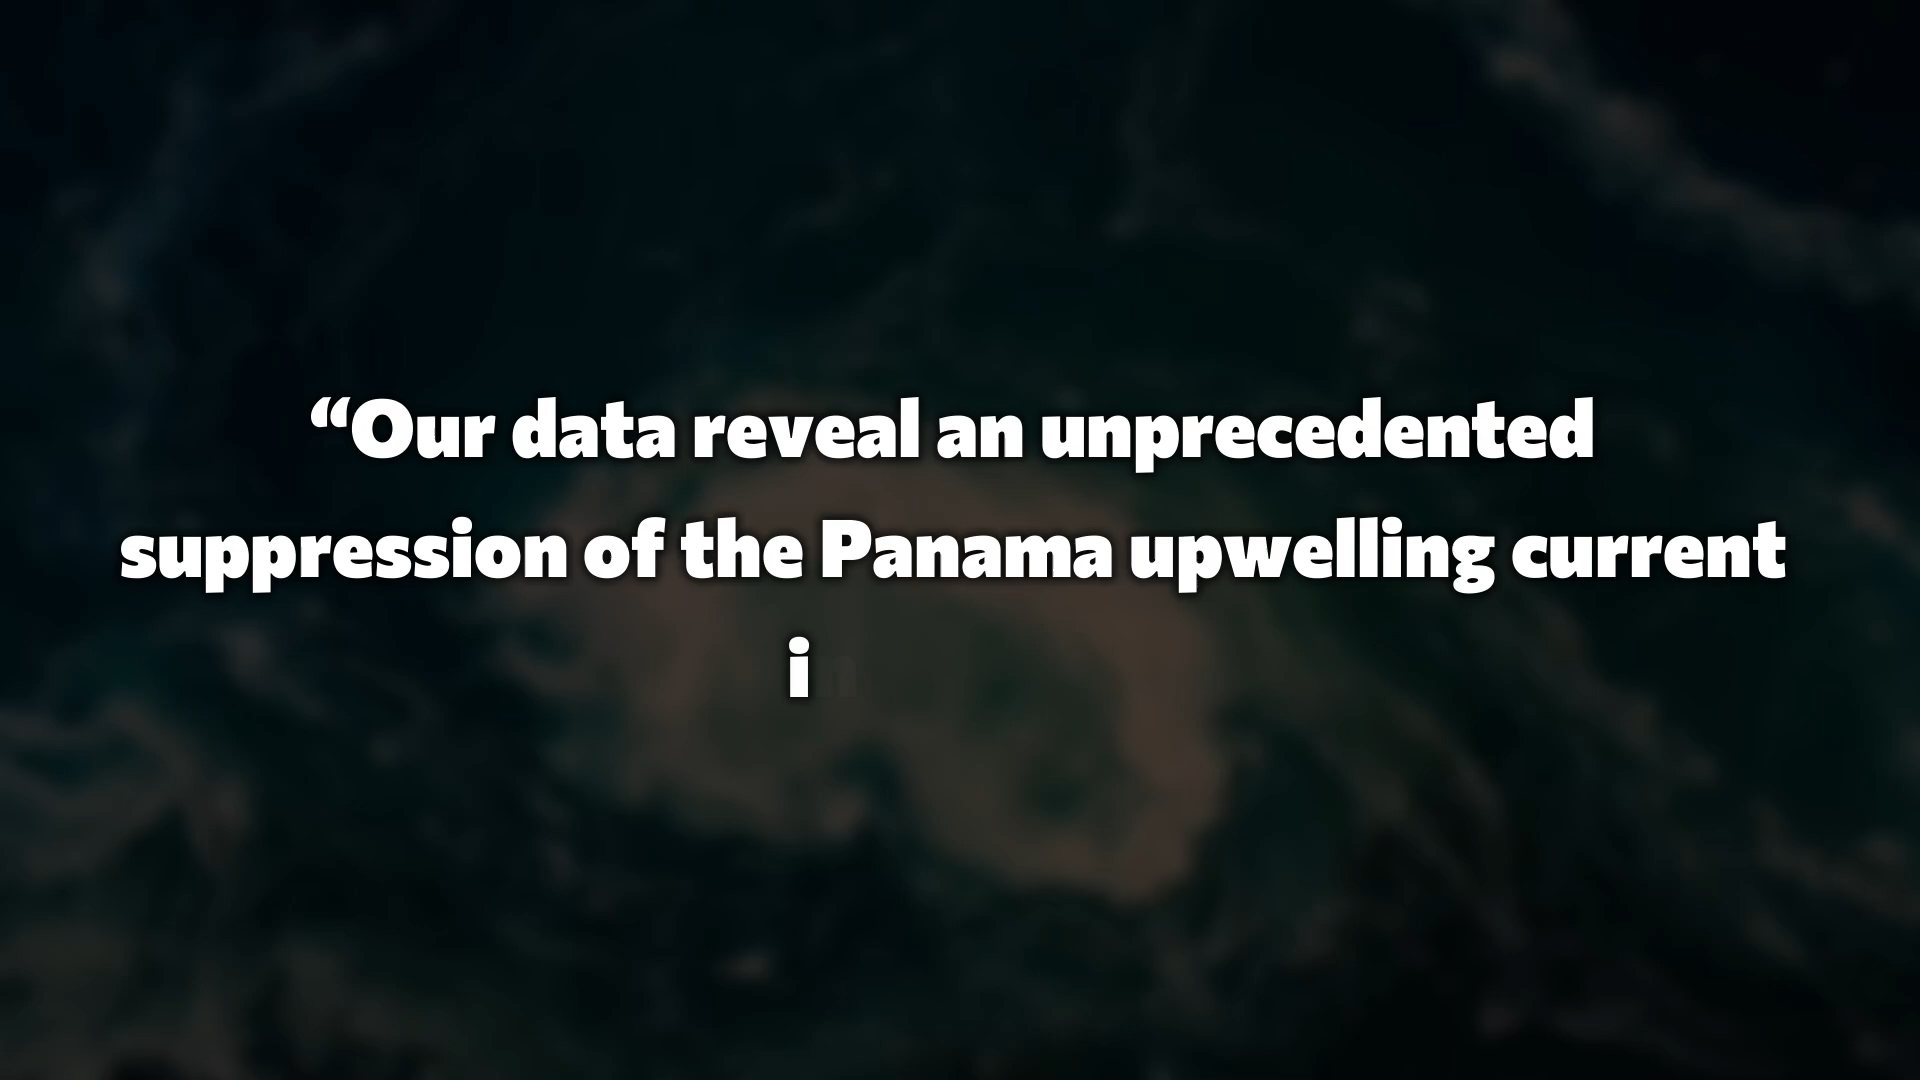 “Our data reveal an unprecedented
suppression of the Panama upwelling current
i